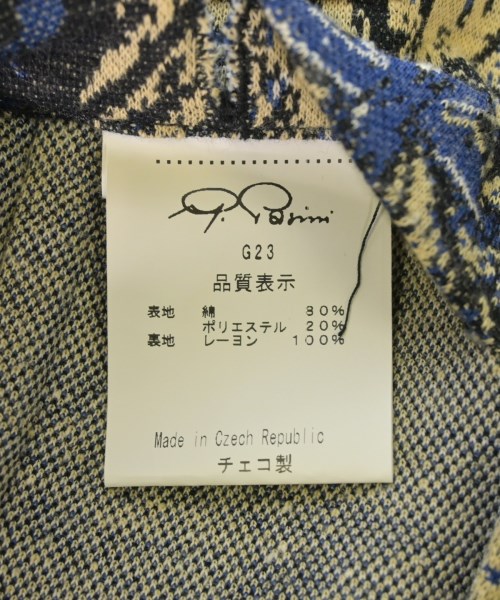 G. Pasini
G23
品質表示
表地 綿 80%
ポリエステル 20%
裏地 レーヨン 100%
Made in Czech Republic
チェコ製